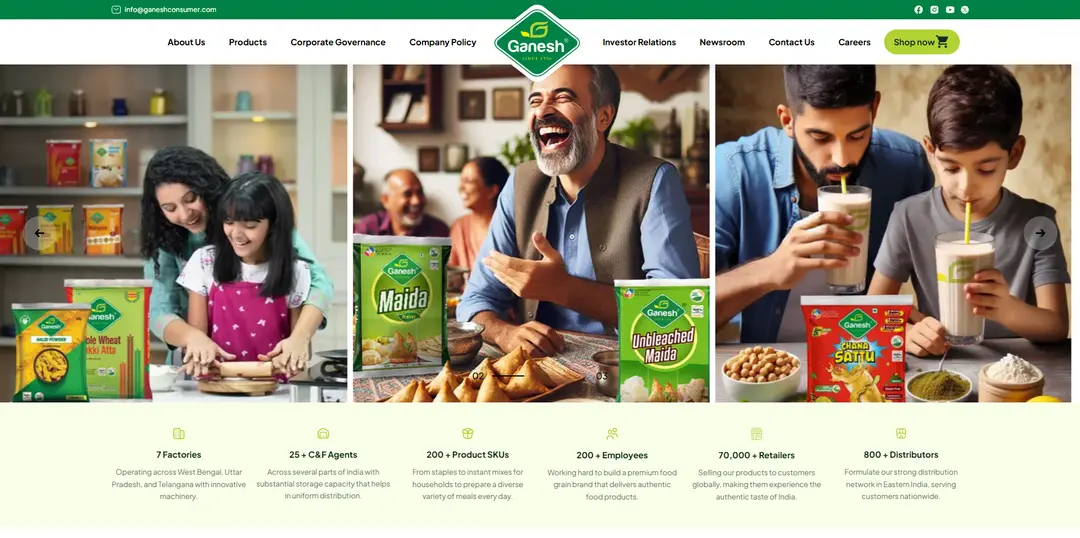 info@ganeshconsumer.com
About Us
Products
Corporate Governance
Company Policy
Ganesh®
SINCE 1936
Investor Relations
Newsroom
Contact Us
Careers
Shop now
Ganesh
HALDI POWDER
Ganesh
Whole Wheat
Ganesh
Maida
Ganesh
Unbleached
Maida
Ganesh
CHANA
SATTU
02
03
7 Factories
Operating across West Bengal, Uttar
Pradesh, and Telangana with innovative
machinery.
25 + C&F Agents
Across several parts of India with
substantial storage capacity that helps
in uniform distribution.
200 + Product SKUs
From staples to instant mixes for
households to prepare a diverse
variety of meals every day.
200 + Employees
Working hard to build a premium food
grain brand that delivers authentic
food products.
70,000 + Retailers
Selling our products to customers
globally, making them experience the
authentic taste of India.
800 + Distributors
Formulate our strong distribution
network in Eastern India, serving
customers nationwide.